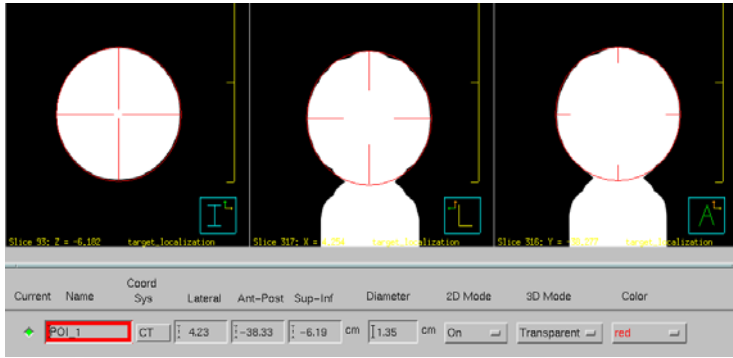 I L A
Slice 93: Z = -6.182 target_localization Slice 317: X = target_localization Slice 316: Y = target_localization
Coord
Current Name Sys Lateral Ant-Post Sup-Inf Diameter 2D Mode 3D Mode Color
POI_1 CT 4.23 -38.33 -6.19 cm 1.35 cm On Transparent red